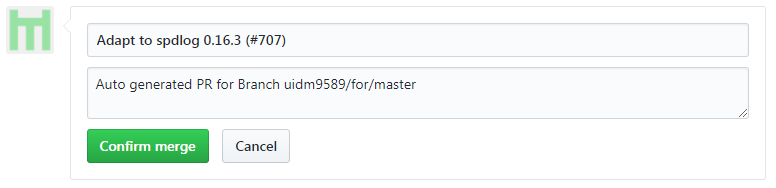 Adapt to spdlog 0.16.3 (#707)
Auto generated PR for Branch uidm9589/for/master
Confirm merge
Cancel